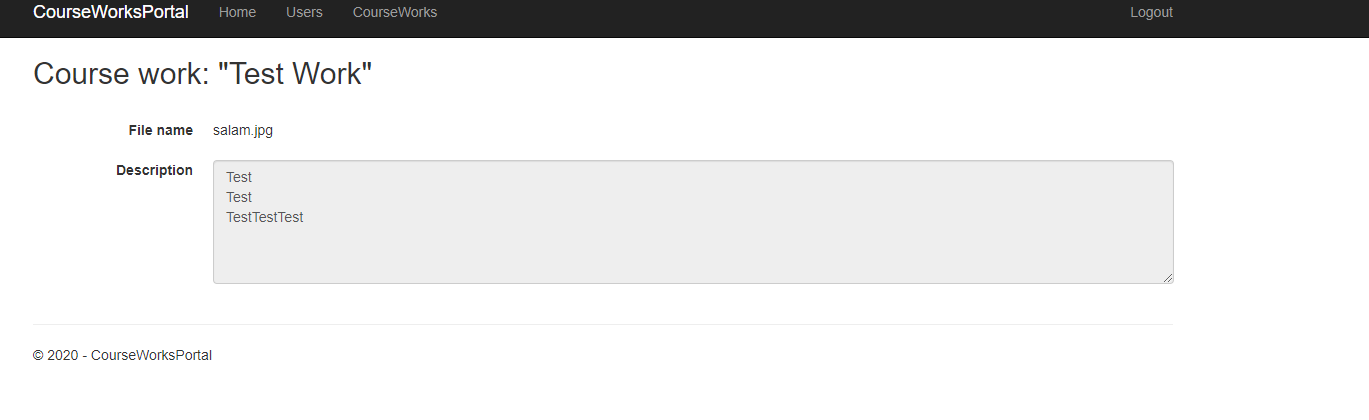 CourseWorksPortal Home Users CourseWorks Logout
Course work: "Test Work"
File name salam.jpg
Description
Test
Test
TestTestTest
© 2020 - CourseWorksPortal